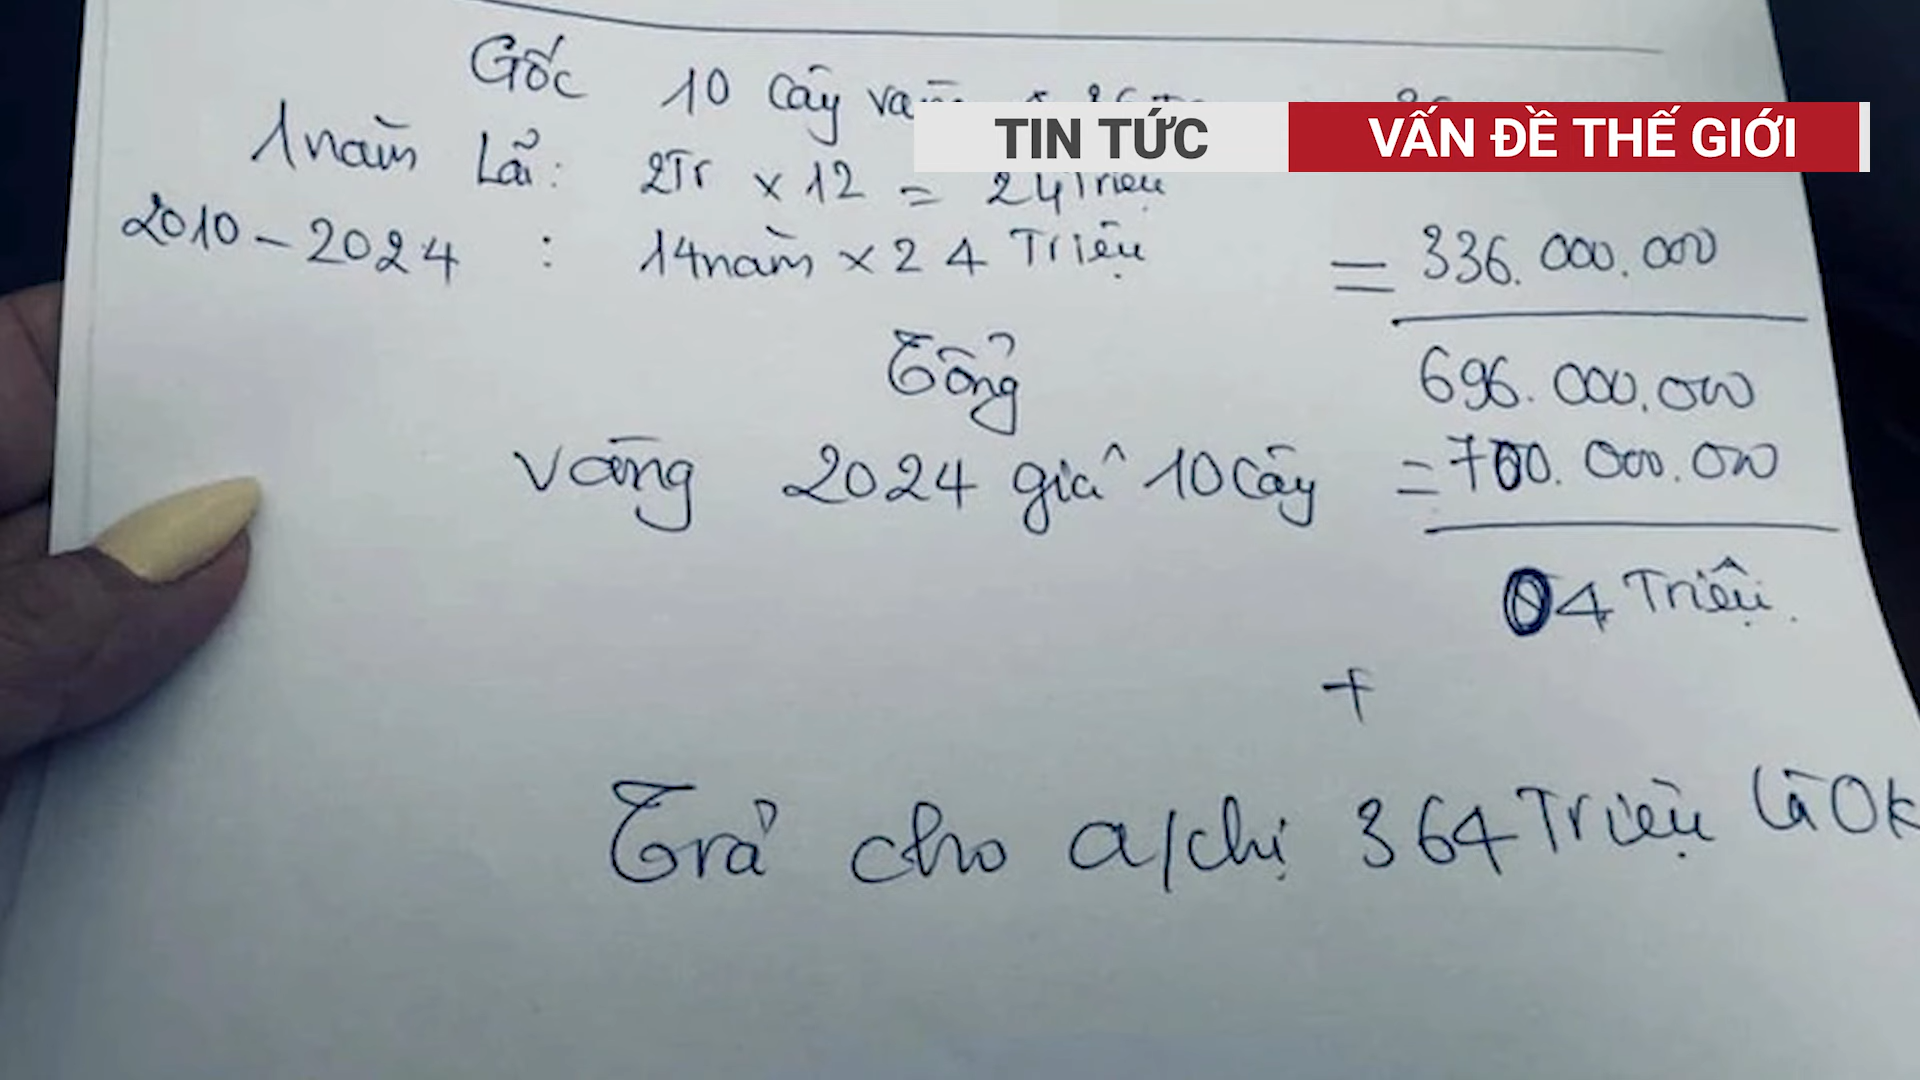 Gốc 10 cây vàng
TIN TỨC VẤN ĐỀ THẾ GIỚI
1 năm Lãi: 2Tr x 12 = 24 Triệu
2010 - 2024 : 14 năm x 24 Triệu = 336.000.000
Tổng 696.000.000
vàng 2024 giá 10 cây = 700.000.000
04 Triệu.
+
Trả cho a/chị 364 Triệu là Ok